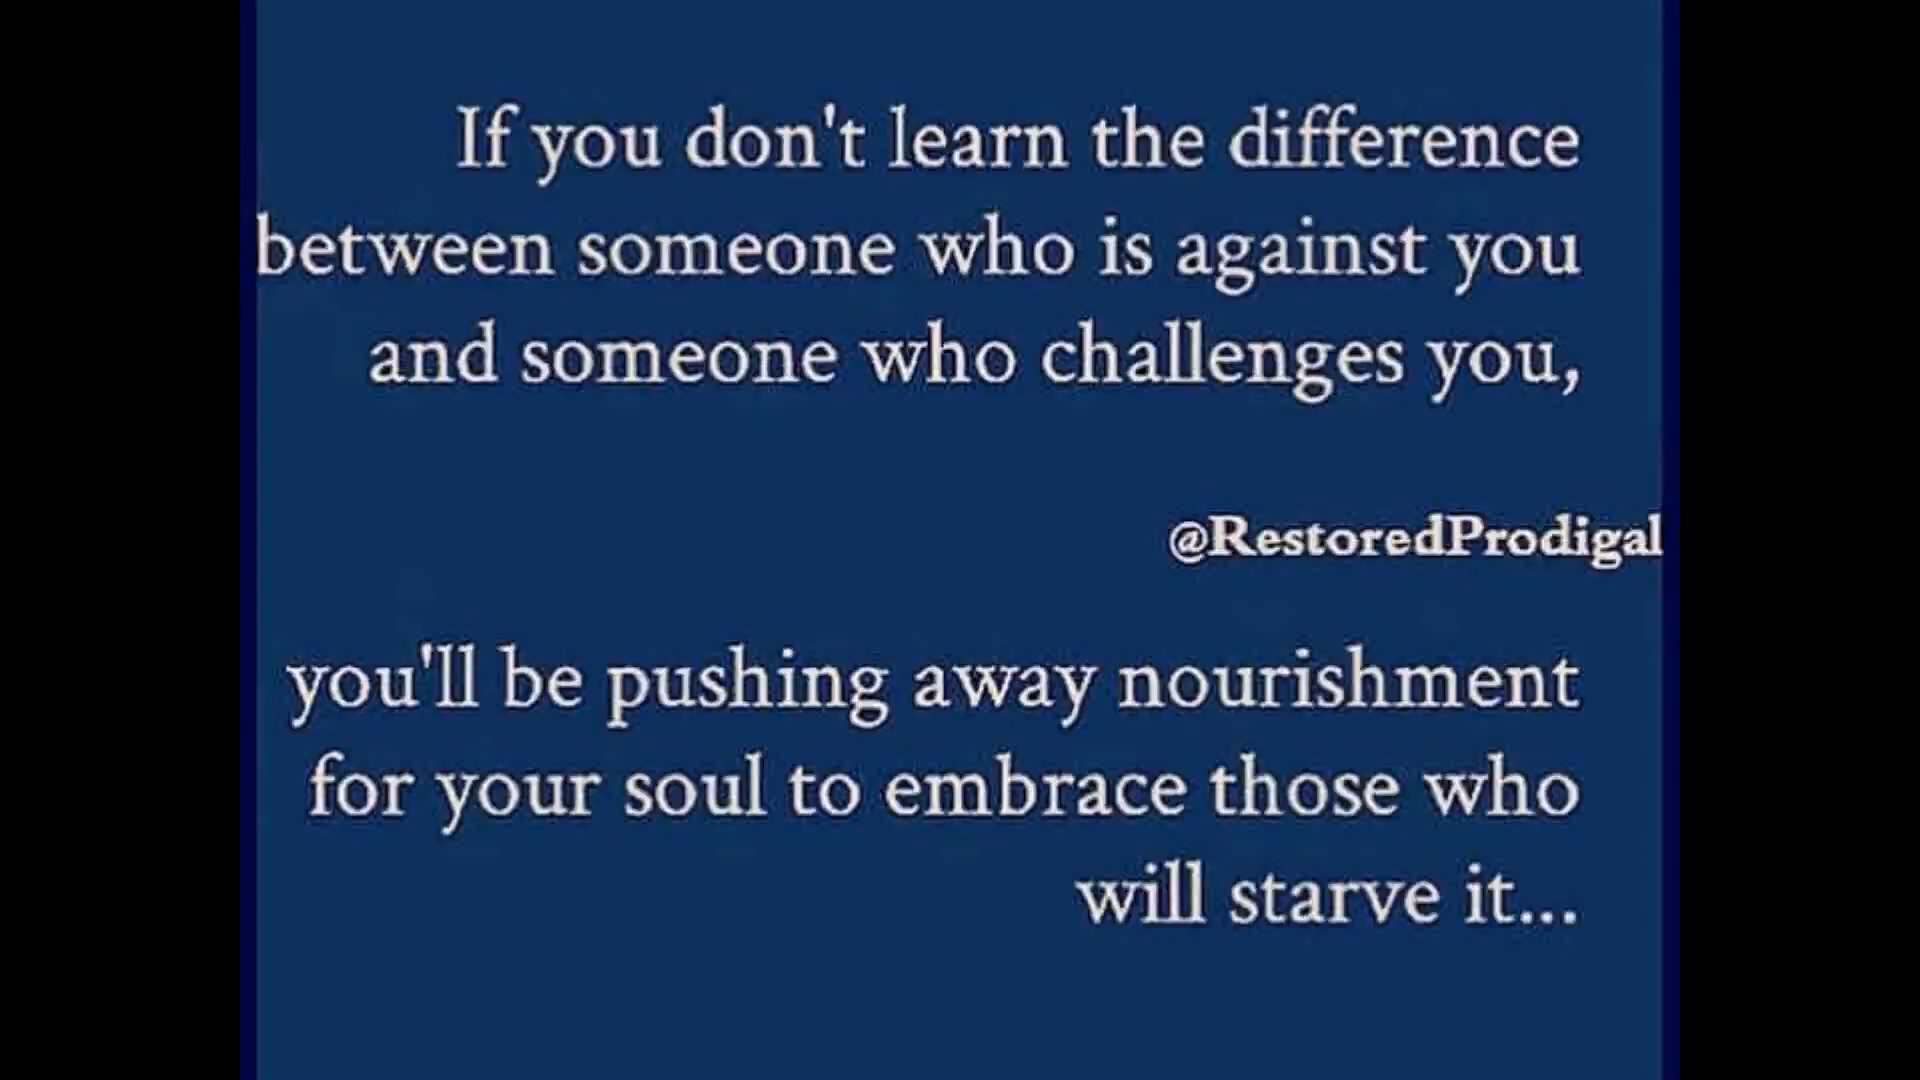 If you don't learn the difference
between someone who is against you
and someone who challenges you,
@RestoredProdigal
you'll be pushing away nourishment
for your soul to embrace those who
will starve it...